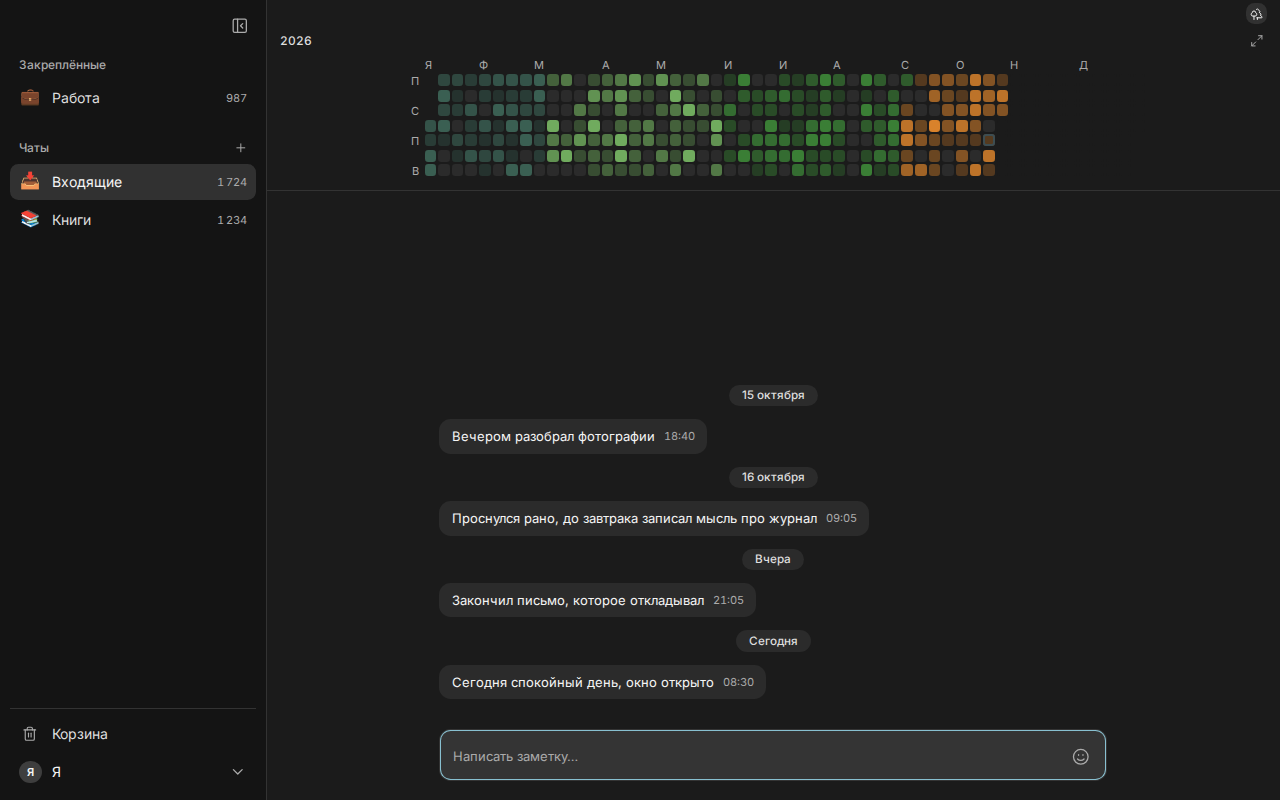 Закреплённые
Работа 987
Чаты
Входящие 1 724
Книги 1 234
Корзина
Я Я
2026
Я Ф М А М И И А С О Н Д
П
С
П
В
15 октября
Вечером разобрал фотографии 18:40
16 октября
Проснулся рано, до завтрака записал мысль про журнал 09:05
Вчера
Закончил письмо, которое откладывал 21:05
Сегодня
Сегодня спокойный день, окно открыто 08:30
Написать заметку...